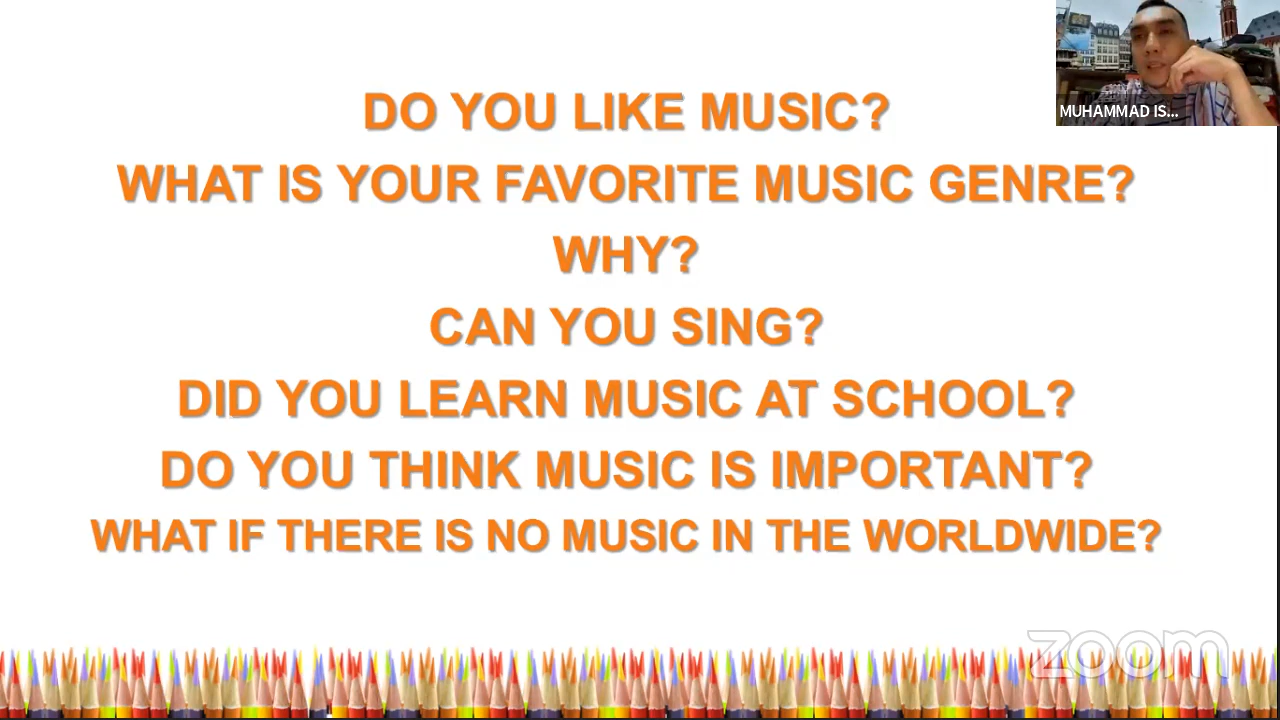 DO YOU LIKE MUSIC?
WHAT IS YOUR FAVORITE MUSIC GENRE?
WHY?
CAN YOU SING?
DID YOU LEARN MUSIC AT SCHOOL?
DO YOU THINK MUSIC IS IMPORTANT?
WHAT IF THERE IS NO MUSIC IN THE WORLDWIDE?
MUHAMMAD IS...
zoom